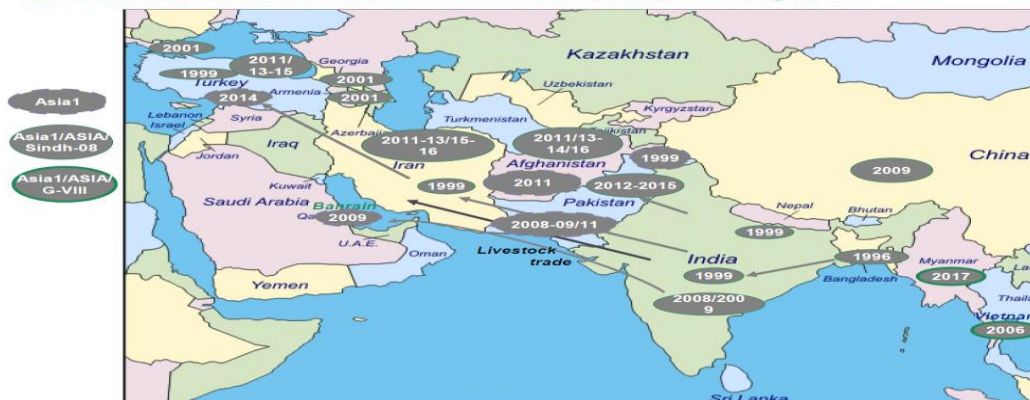 Asia1
Asia1/ASIA/
Sindh-08
Asia1/ASIA/
G-VIII
2001
1999
Turkey
2011/
13-15
2014
Georgia
2001
Armenia
2001
Lebanon
Israel
Syria
Jordan
Iraq
Kuwait
Saudi Arabia
Bahrain
2009
U.A.E.
Oman
Yemen
Iran
2011-13/15-
16
1999
Kazakhstan
Uzbekistan
Turkmenistan
Kyrgyzstan
2011/13-
14/16
Afghanistan
2011
1999
2012-2015
Pakistan
2008-09/11
Livestock
trade
Mongolia
China
2009
Nepal
1999
Bhutan
India
1999
2008/200
9
1996
Bangladesh
Myanmar
2017
2006
Sri Lanka